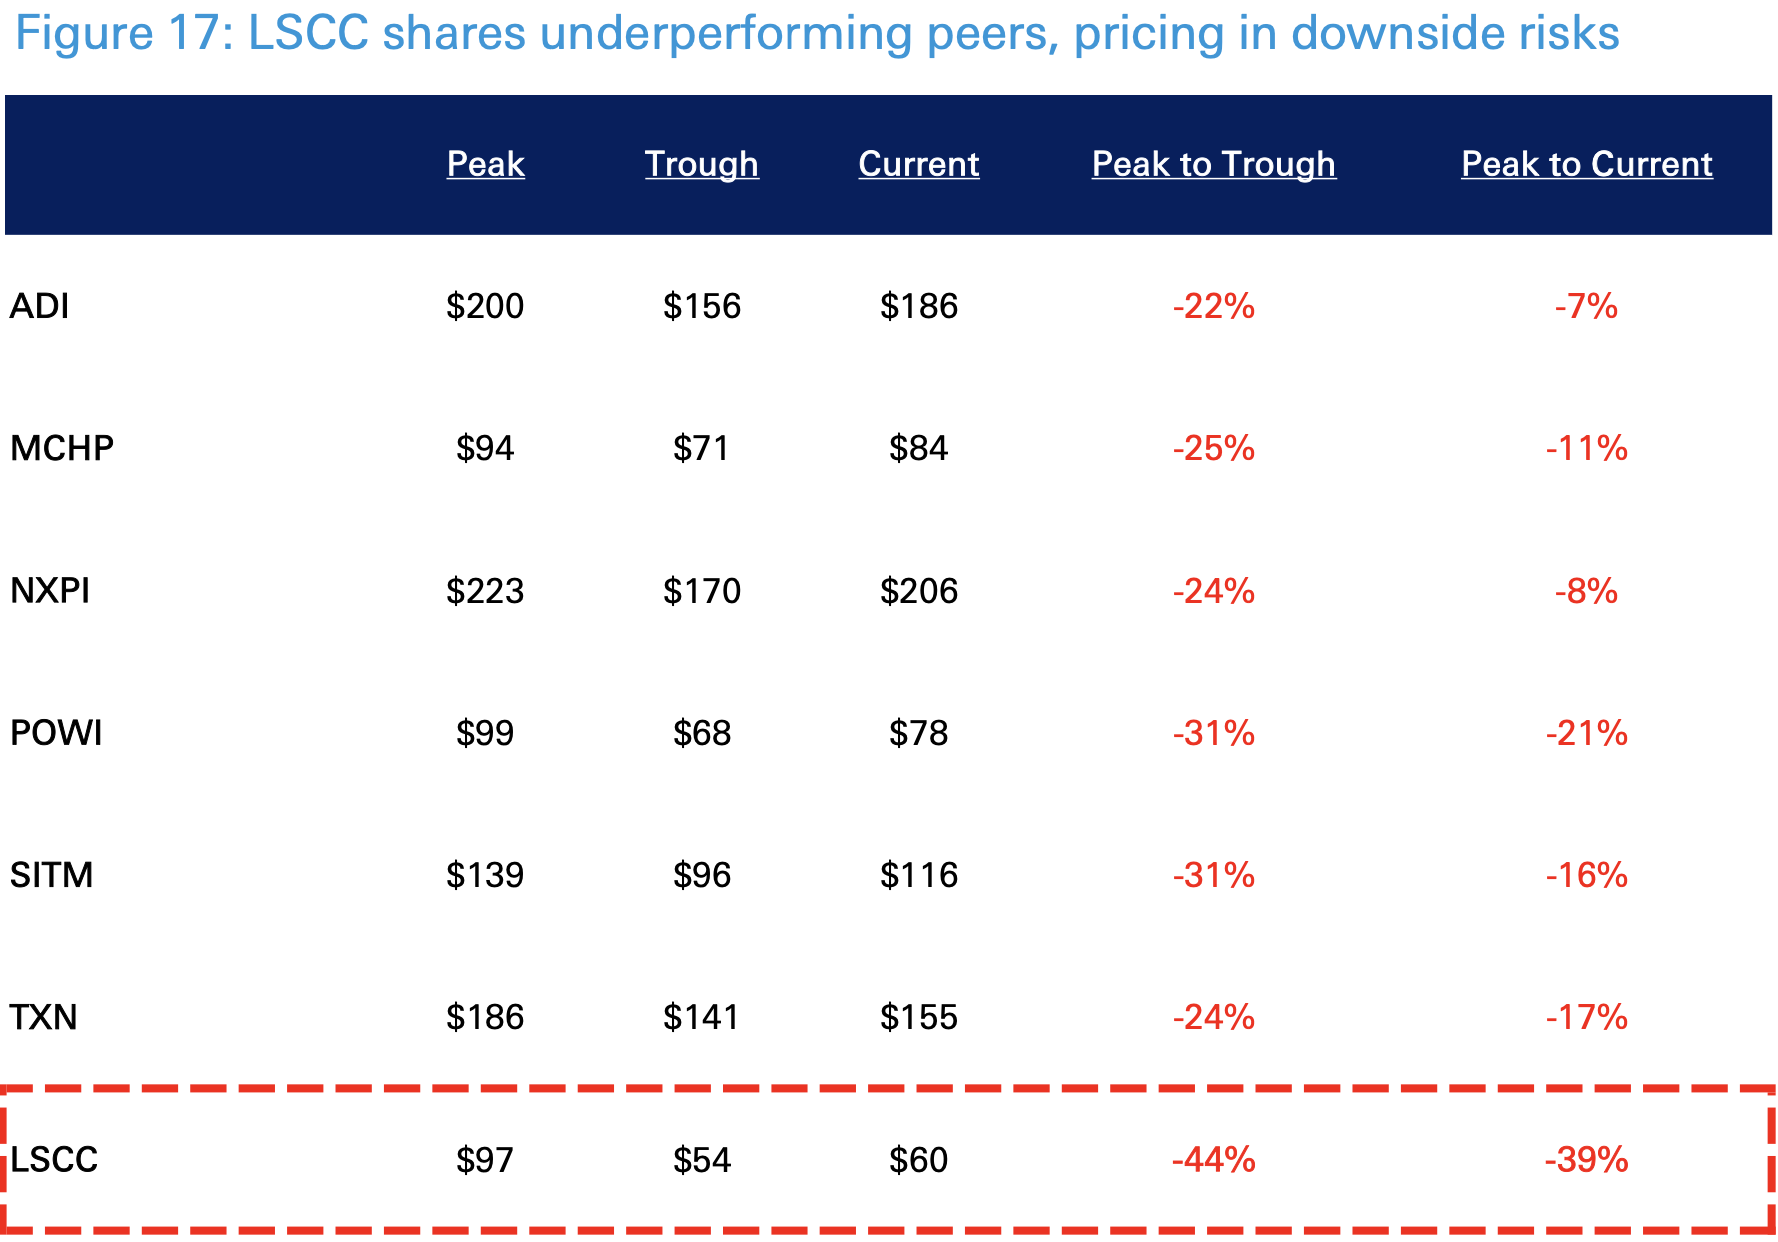 Figure 17: LSCC shares underperforming peers, pricing in downside risks
Peak Trough Current Peak to Trough Peak to Current
ADI $200 $156 $186 -22% -7%
MCHP $94 $71 $84 -25% -11%
NXPI $223 $170 $206 -24% -8%
POWI $99 $68 $78 -31% -21%
SITM $139 $96 $116 -31% -16%
TXN $186 $141 $155 -24% -17%
LSCC $97 $54 $60 -44% -39%